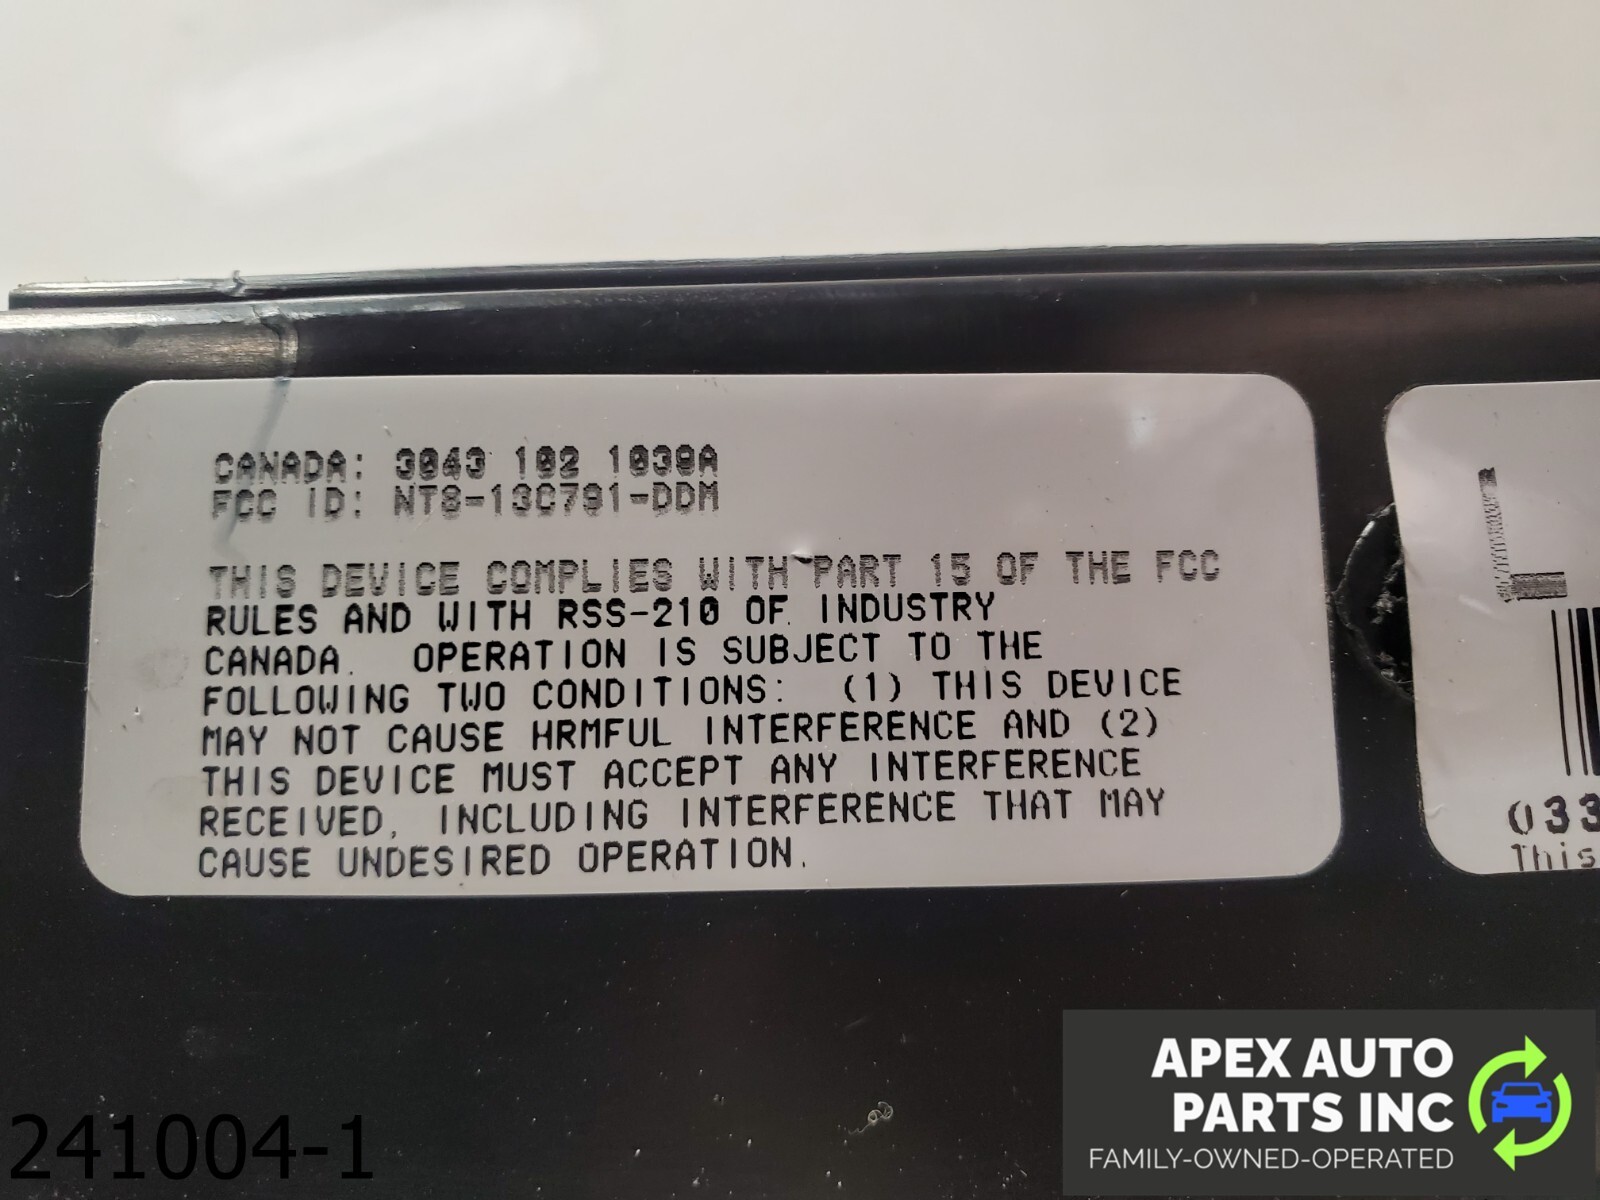 CANADA: 3043 102 1039A
FCC ID: NT8-13C791-DDM
THIS DEVICE COMPLIES WITH PART 15 OF THE FCC
RULES AND WITH RSS-210 OF INDUSTRY
CANADA. OPERATION IS SUBJECT TO THE
FOLLOWING TWO CONDITIONS: (1) THIS DEVICE
MAY NOT CAUSE HRMFUL INTERFERENCE AND (2)
THIS DEVICE MUST ACCEPT ANY INTERFERENCE
RECEIVED, INCLUDING INTERFERENCE THAT MAY
CAUSE UNDESIRED OPERATION.
L
033
This
APEX AUTO
PARTS INC
FAMILY-OWNED-OPERATED
241004-1